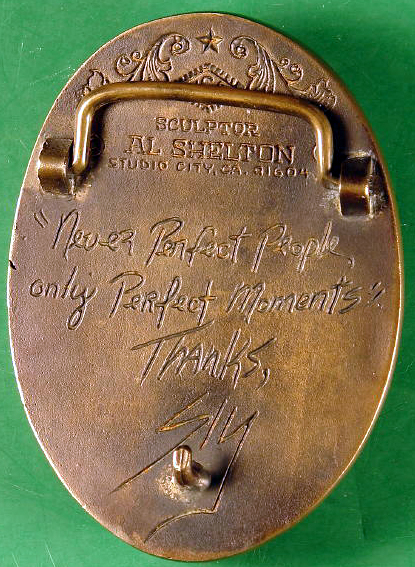 SCULPTOR
AL SHELTON
STUDIO CITY, CA. 91604
"Never Perfect People,
only Perfect Moments".
Thanks,
Sly